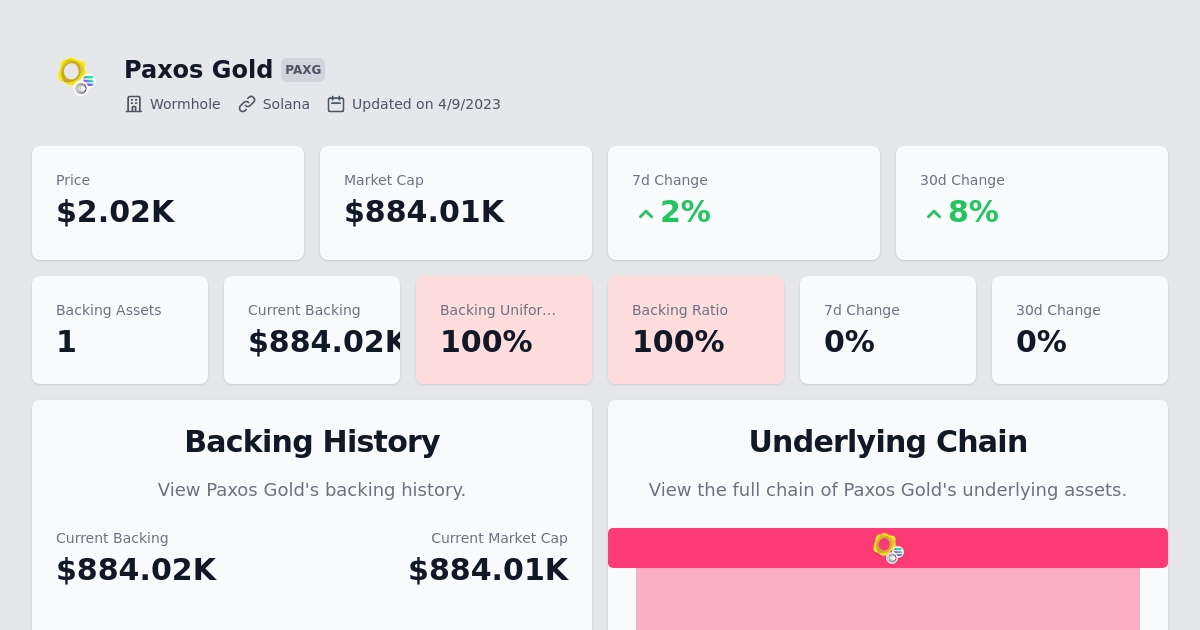 Paxos Gold PAXG
Wormhole Solana Updated on 4/9/2023
Price Market Cap 7d Change 30d Change
$2.02K $884.01K 2% 8%
Backing Assets Current Backing Backing Unifor... Backing Ratio 7d Change 30d Change
1 $884.02K 100% 100% 0% 0%
Backing History
View Paxos Gold's backing history.
Current Backing Current Market Cap
$884.02K $884.01K
Underlying Chain
View the full chain of Paxos Gold's underlying assets.